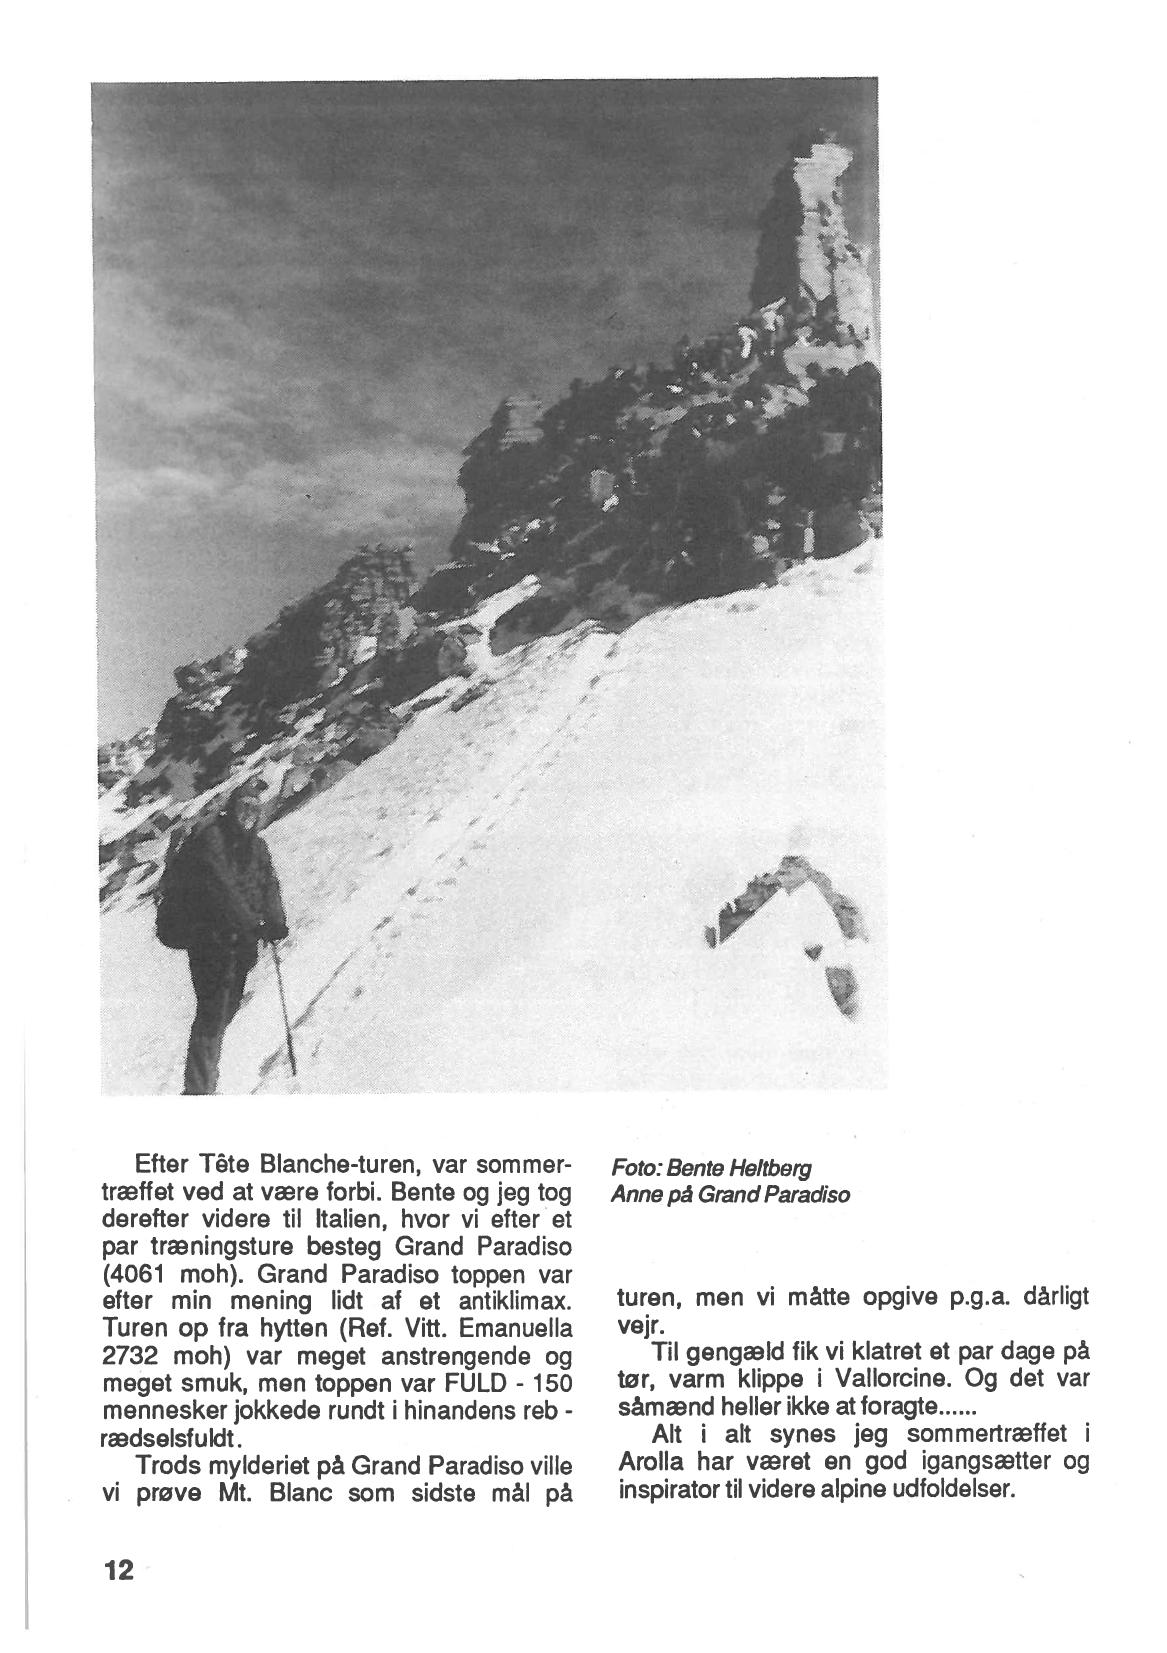 Efter Tête Blanche-turen, var sommer-
træffet ved at være forbi. Bente og jeg tog
derefter videre til Italien, hvor vi efter et
par træningsture besteg Grand Paradiso
(4061 moh). Grand Paradiso toppen var
efter min mening lidt af et antiklimax.
Turen op fra hytten (Ref. Vitt. Emanuella
2732 moh) var meget anstrengende og
meget smuk, men toppen var FULD - 150
mennesker jokkede rundt i hinandens reb -
rædselsfuldt.
Trods mylderiet på Grand Paradiso ville
vi prøve Mt. Blanc som sidste mål på
Foto: Bente Heltberg
Anne på Grand Paradiso
turen, men vi måtte opgive p.g.a. dårligt
vejr.
Til gengæld fik vi klatret et par dage på
tør, varm klippe i Vallorcine. Og det var
såmænd heller ikke at foragte......
Alt i alt synes jeg sommertræffet i
Arolla har været en god igangsætter og
inspirator til videre alpine udfoldelser.
12